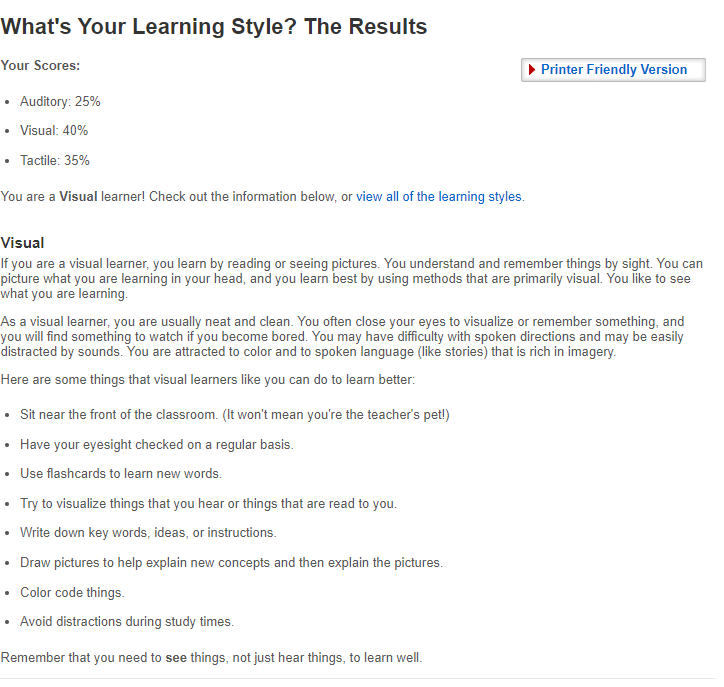 What's Your Learning Style? The Results
Your Scores:
Printer Friendly Version
Auditory: 25%
Visual: 40%
Tactile: 35%
You are a Visual learner! Check out the information below, or view all of the learning styles.
Visual
If you are a visual learner, you learn by reading or seeing pictures. You understand and remember things by sight. You can
picture what you are learning in your head, and you learn best by using methods that are primarily visual. You like to see
what you are learning.
As a visual learner, you are usually neat and clean. You often close your eyes to visualize or remember something, and
you will find something to watch if you become bored. You may have difficulty with spoken directions and may be easily
distracted by sounds. You are attracted to color and to spoken language (like stories) that is rich in imagery.
Here are some things that visual learners like you can do to learn better:
Sit near the front of the classroom. (It won't mean you're the teacher's pet!)
Have your eyesight checked on a regular basis.
Use flashcards to learn new words.
Try to visualize things that you hear or things that are read to you.
Write down key words, ideas, or instructions.
Draw pictures to help explain new concepts and then explain the pictures.
Color code things.
Avoid distractions during study times.
Remember that you need to see things, not just hear things, to learn well.